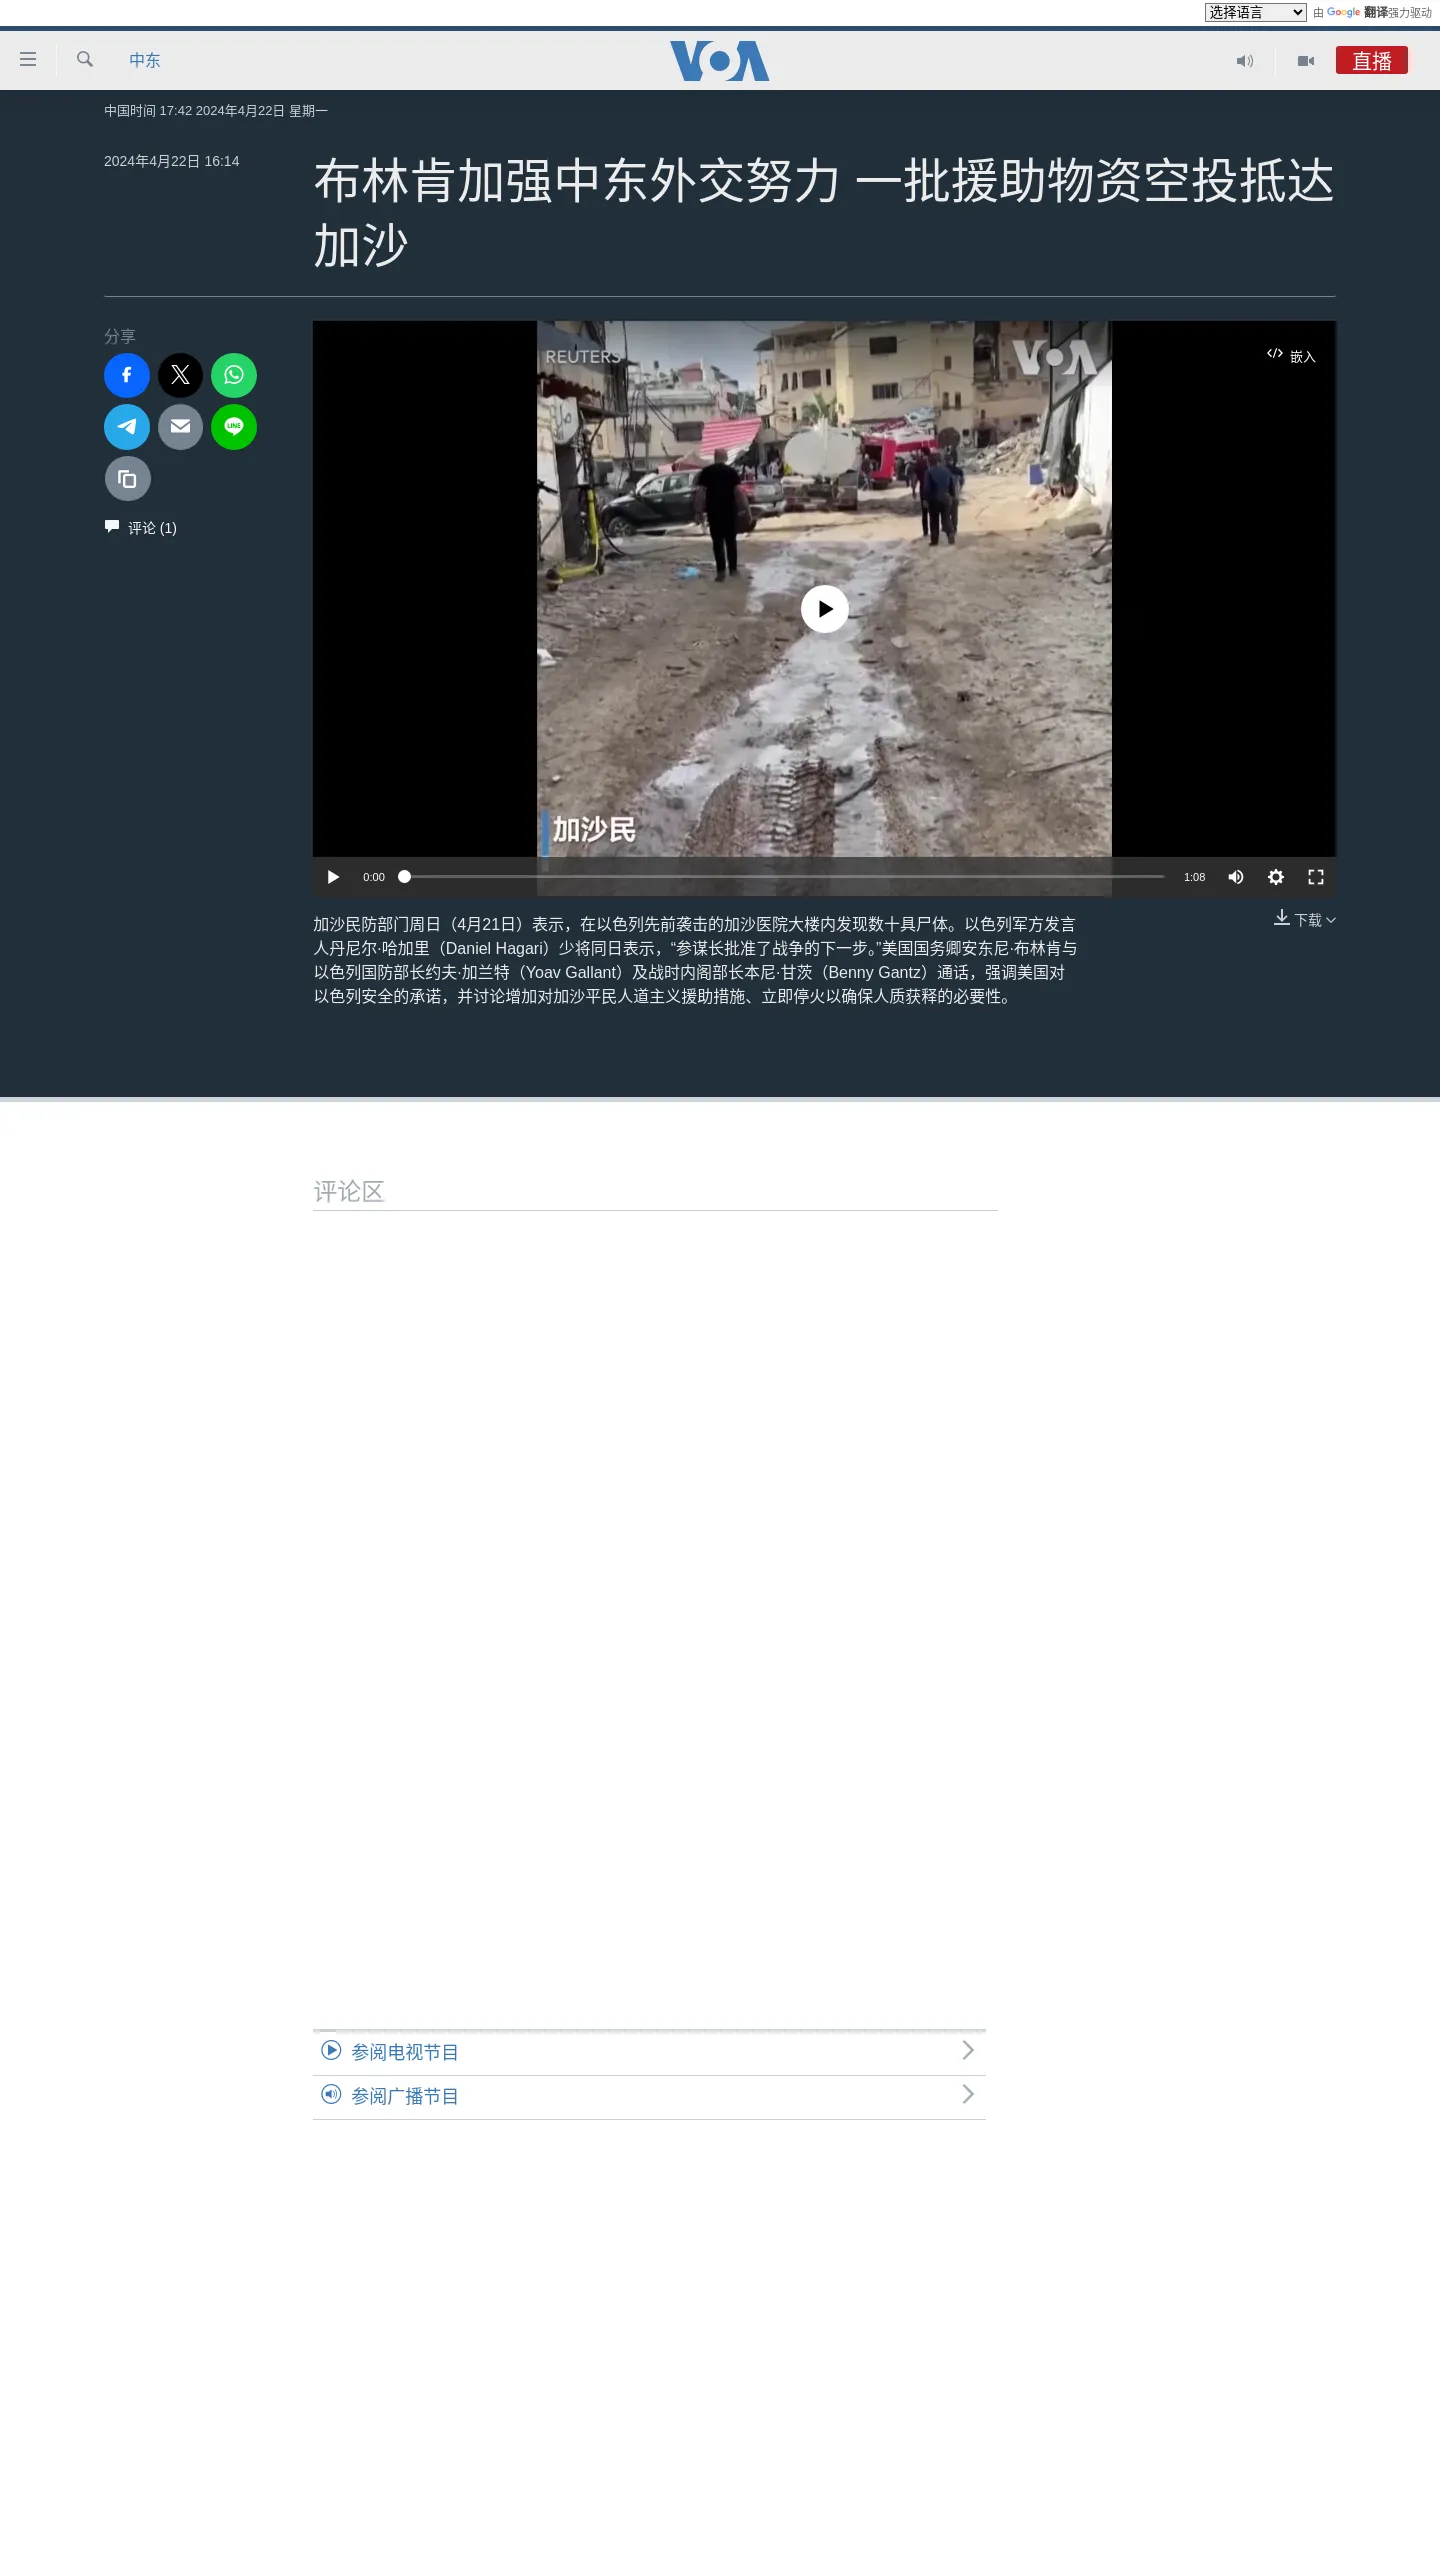 选择语言 由 Google 翻译强力驱动
中东
VOA
直播
中国时间 17:42 2024年4月22日 星期一
2024年4月22日 16:14
布林肯加强中东外交努力 一批援助物资空投抵达
加沙
分享
REUTERS
VOA
嵌入
LINE
评论 (1)
加沙民
0:00
1:08
加沙民防部门周日（4月21日）表示，在以色列先前袭击的加沙医院大楼内发现数十具尸体。以色列军方发言
人丹尼尔·哈加里（Daniel Hagari）少将同日表示，“参谋长批准了战争的下一步。”美国国务卿安东尼·布林肯与
以色列国防部长约夫·加兰特（Yoav Gallant）及战时内阁部长本尼·甘茨（Benny Gantz）通话，强调美国对
以色列安全的承诺，并讨论增加对加沙平民人道主义援助措施、立即停火以确保人质获释的必要性。
下载
评论区
参阅电视节目
参阅广播节目